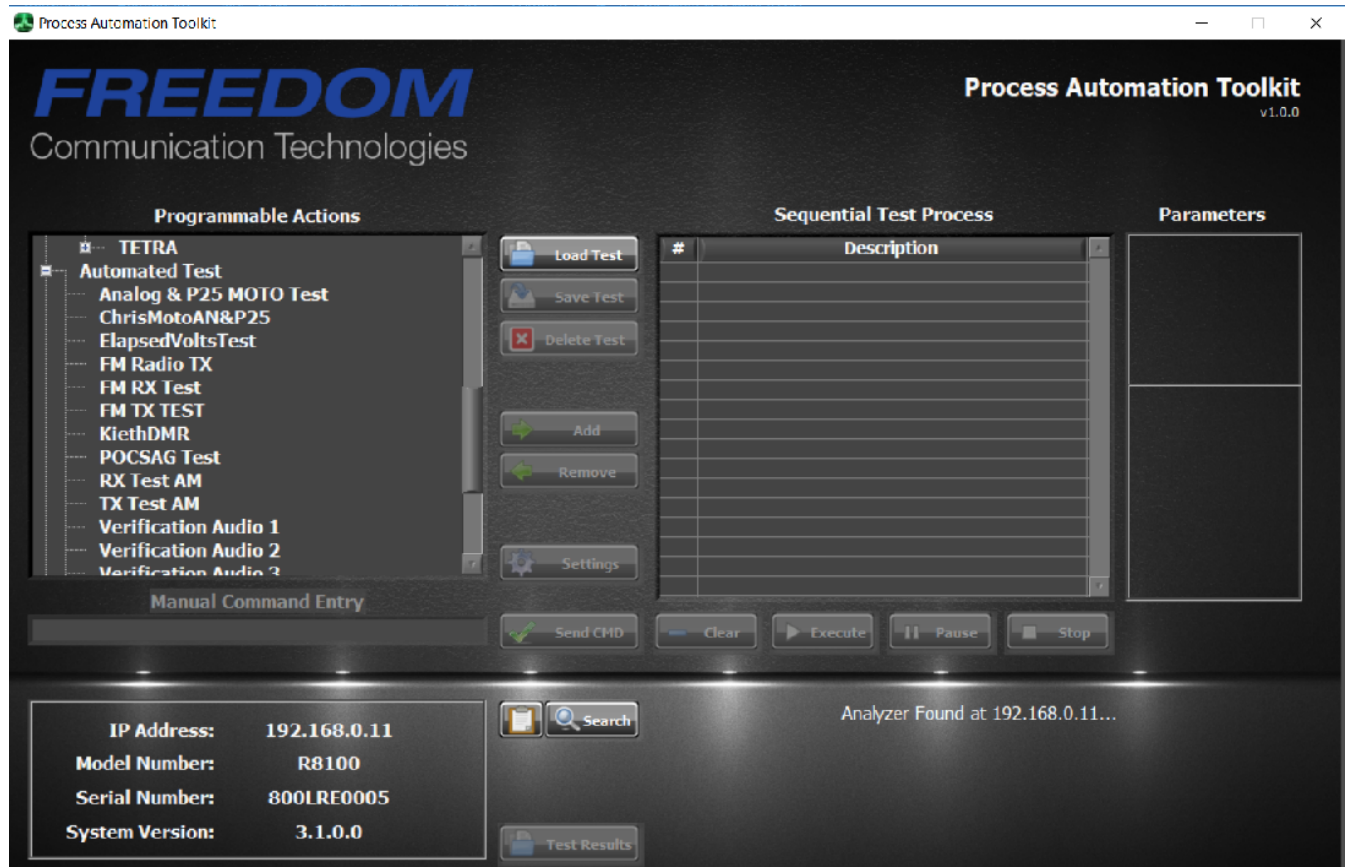 Process Automation Toolkit
FREEDOM
Communication Technologies
Process Automation Toolkit
v1.0.0
Programmable Actions
TETRA
Automated Test
Analog & P25 MOTO Test
ChrisMotoAN&P25
ElapsedVoltsTest
FM Radio TX
FM RX Test
FM TX TEST
KiethDMR
POCSAG Test
RX Test AM
TX Test AM
Verification Audio 1
Verification Audio 2
Verification Audio 3
Manual Command Entry
Load Test
Save Test
Delete Test
Add
Remove
Settings
Send CMD
Sequential Test Process
# Description
Clear Execute Pause Stop
Parameters
IP Address: 192.168.0.11
Model Number: R8100
Serial Number: 800LRE0005
System Version: 3.1.0.0
Search
Test Results
Analyzer Found at 192.168.0.11...